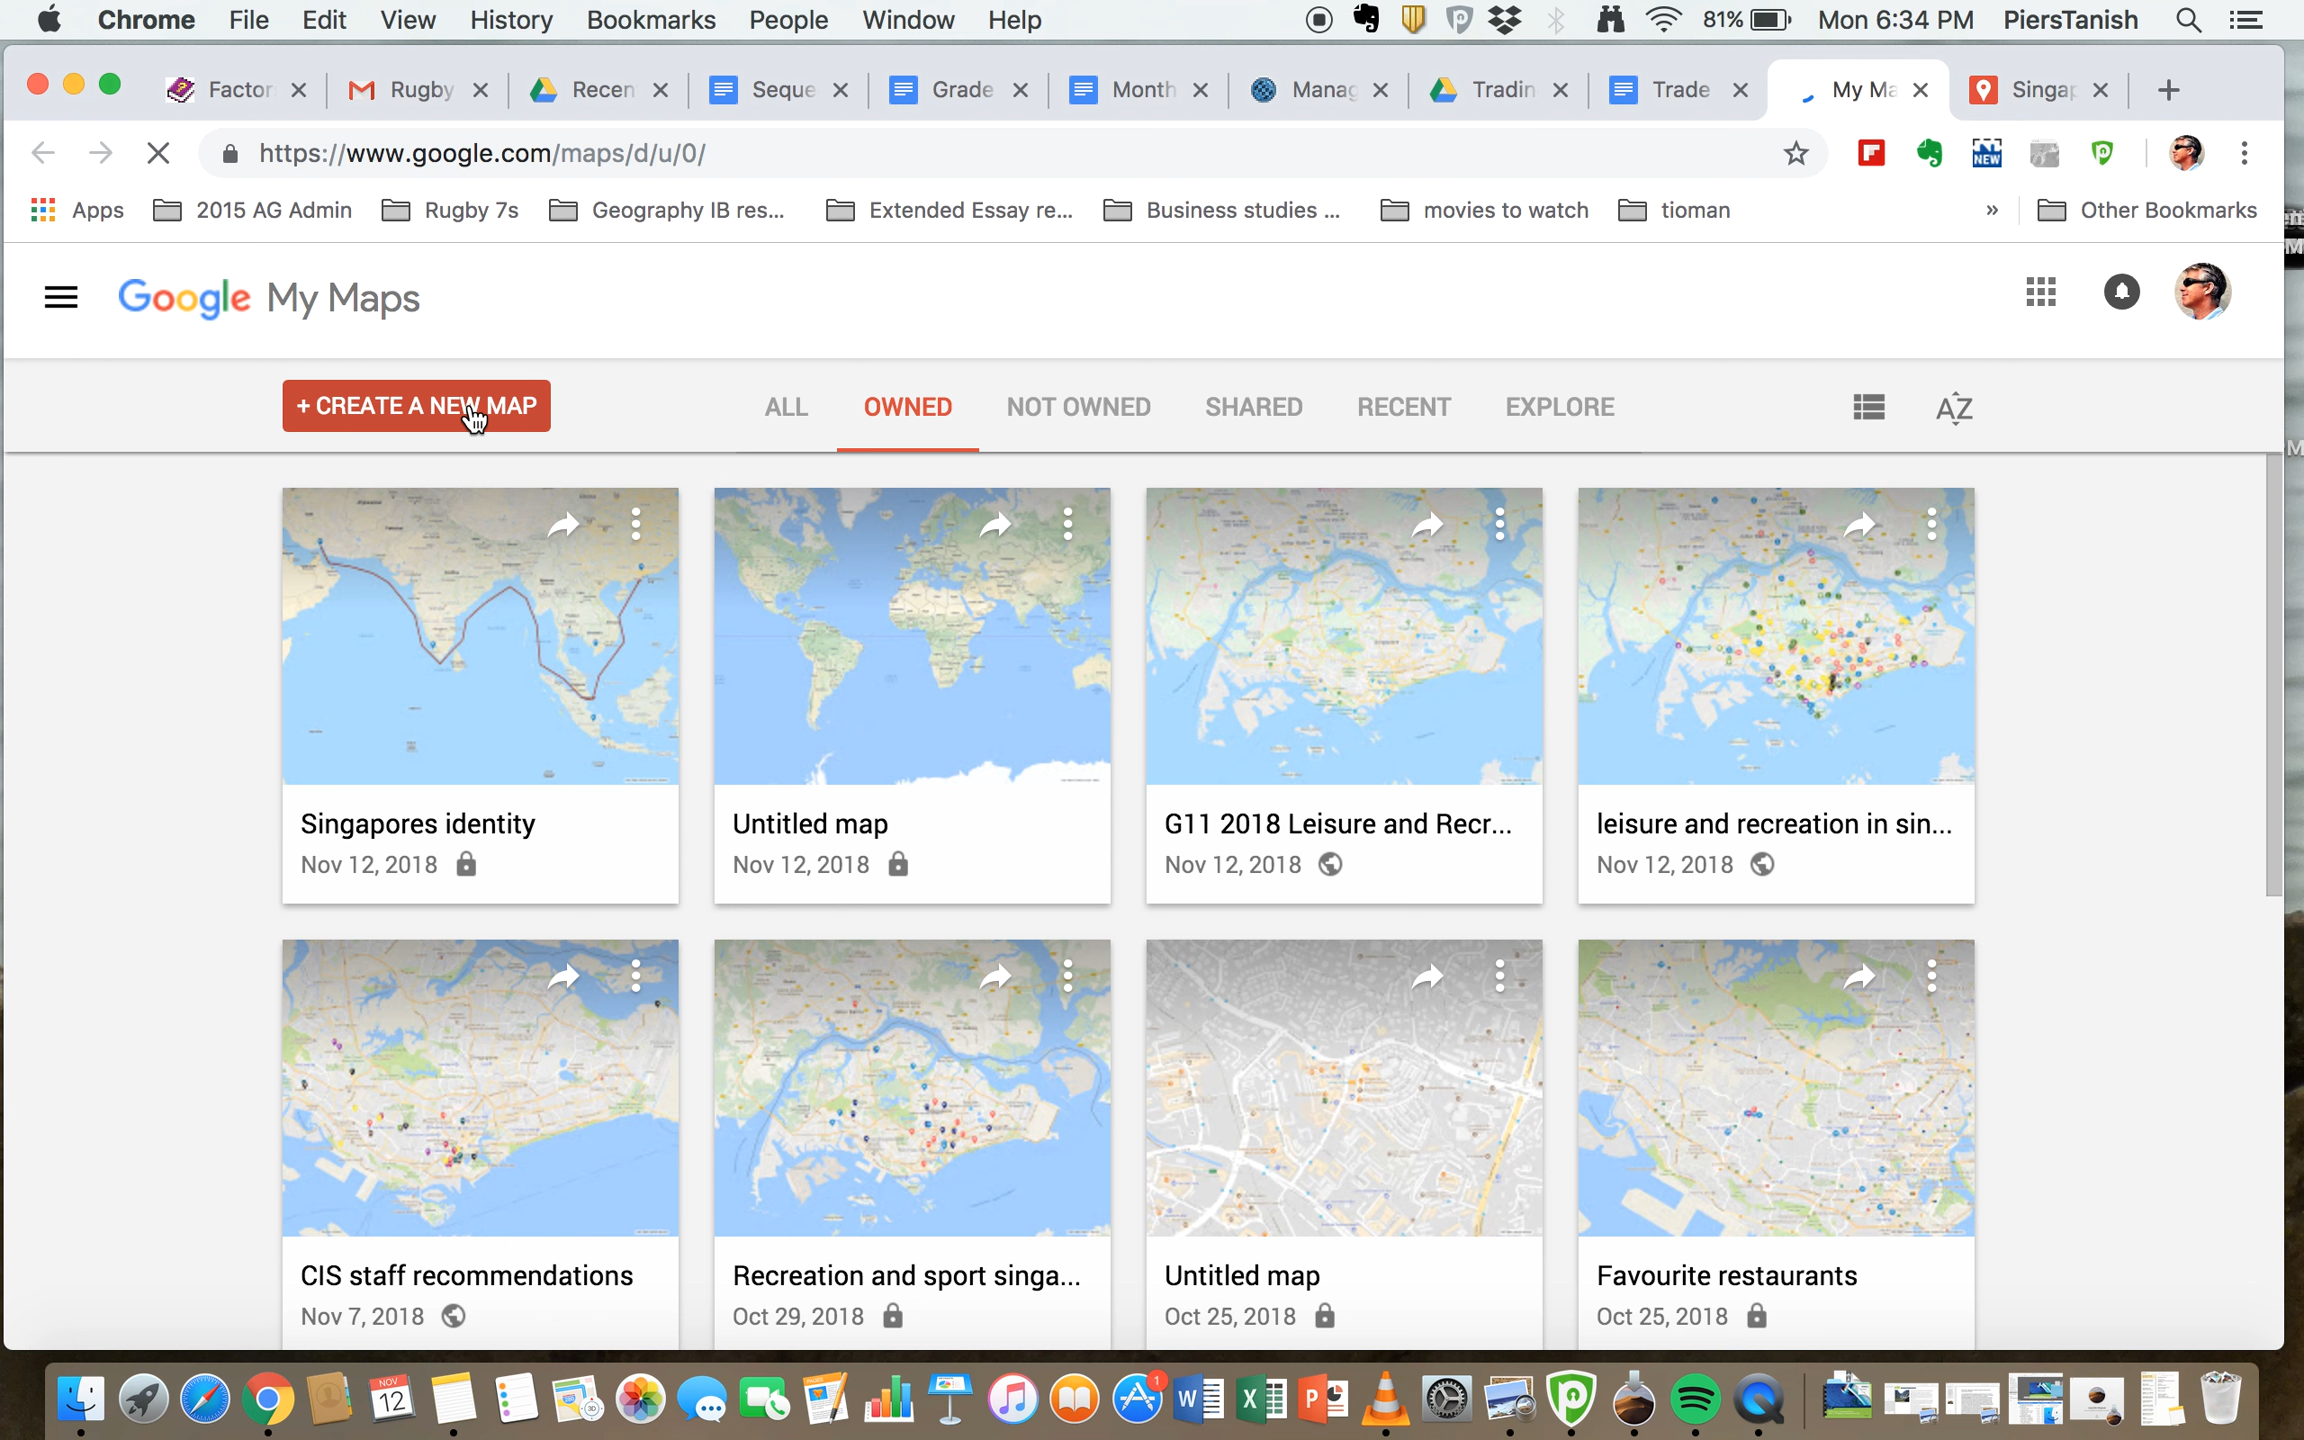 Chrome File Edit View History Bookmarks People Window Help 81% Mon 6:34 PM PiersTanish
Factor Rugby Recen Seque Grade Month Manag Tradin Trade My Ma Singap
https://www.google.com/maps/d/u/0/ NEW
Apps 2015 AG Admin Rugby 7s Geography IB res... Extended Essay re... Business studies ... movies to watch tioman » Other Bookmarks
Google My Maps
+ CREATE A NEW MAP ALL OWNED NOT OWNED SHARED RECENT EXPLORE AZ
Singapores identity
Nov 12, 2018
Untitled map
Nov 12, 2018
G11 2018 Leisure and Recr...
Nov 12, 2018
leisure and recreation in sin...
Nov 12, 2018
CIS staff recommendations
Nov 7, 2018
Recreation and sport singa...
Oct 29, 2018
Untitled map
Oct 25, 2018
Favourite restaurants
Oct 25, 2018
NOV
12
3D
1
W
X
P